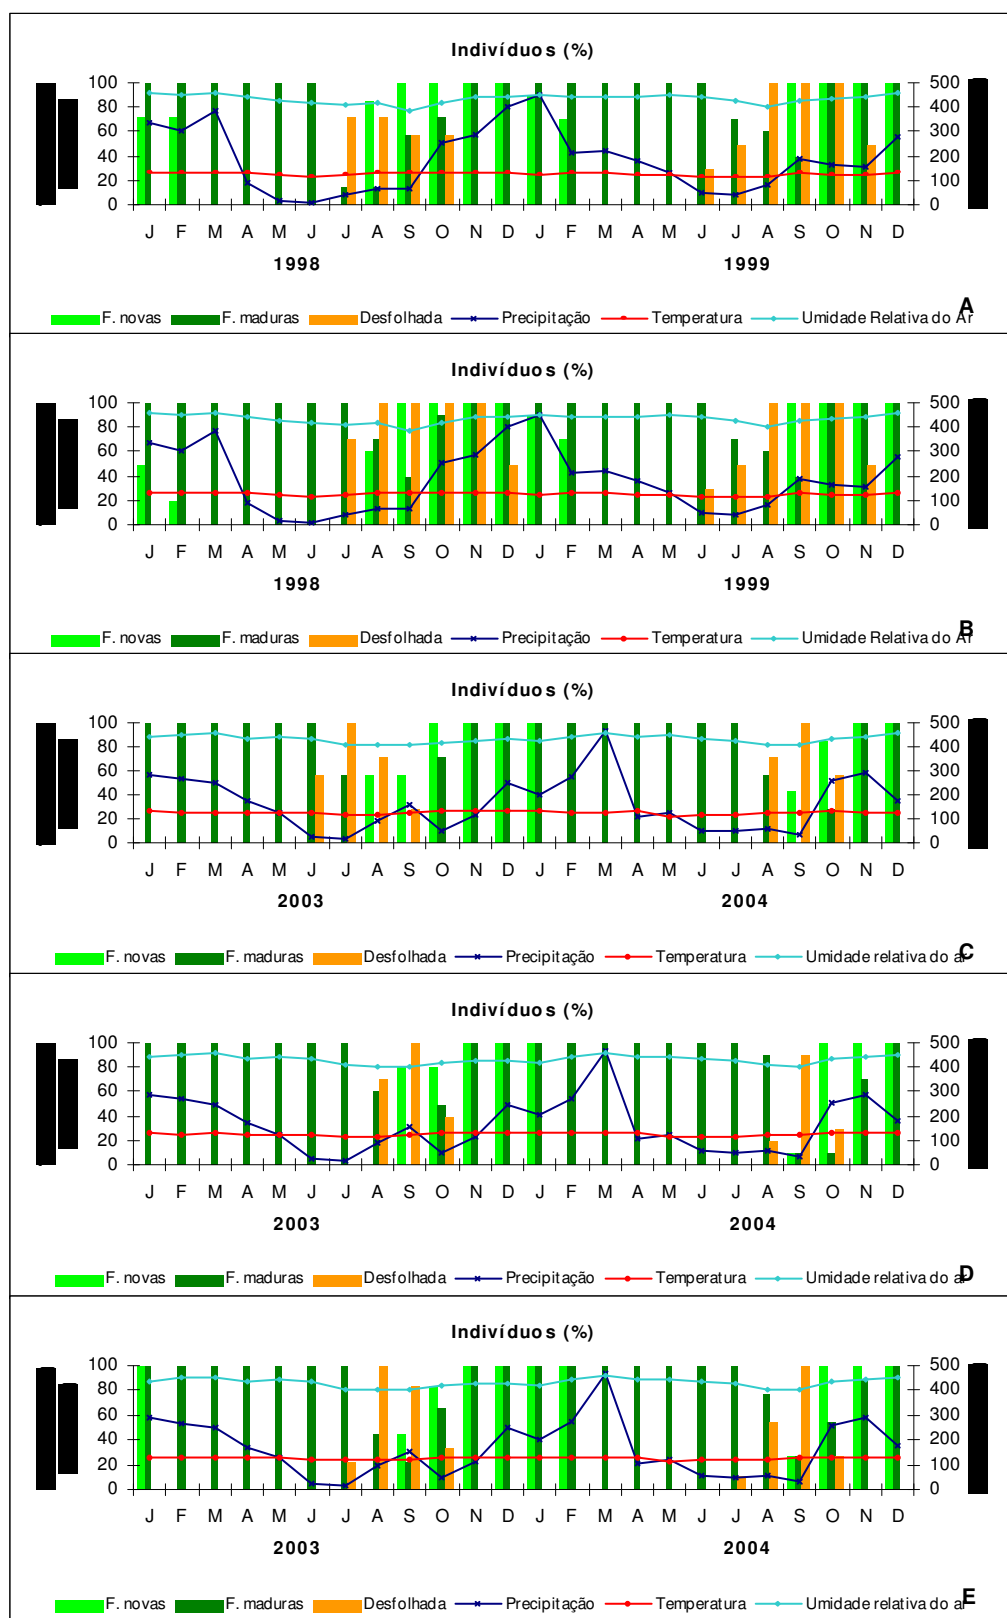 Indivíduos (%)
100 500
80 400
60 300
40 200
20 100
0 0
J F M A M J J A S O N D J F M A M J J A S O N D
1998 1999
F. novas F. maduras Desfolhada Precipitação Temperatura Umidade Relativa do Ar A
Indivíduos (%)
100 500
80 400
60 300
40 200
20 100
0 0
J F M A M J J A S O N D J F M A M J J A S O N D
1998 1999
F. novas F. maduras Desfolhada Precipitação Temperatura Umidade Relativa do Ar B
Indivíduos (%)
100 500
80 400
60 300
40 200
20 100
0 0
J F M A M J J A S O N D J F M A M J J A S O N D
2003 2004
F. novas F. maduras Desfolhada Precipitação Temperatura Umidade relativa do ar C
Indivíduos (%)
100 500
80 400
60 300
40 200
20 100
0 0
J F M A M J J A S O N D J F M A M J J A S O N D
2003 2004
F. novas F. maduras Desfolhada Precipitação Temperatura Umidade relativa do ar D
Indivíduos (%)
100 500
80 400
60 300
40 200
20 100
0 0
J F M A M J J A S O N D J F M A M J J A S O N D
2003 2004
F. novas F. maduras Desfolhada Precipitação Temperatura Umidade relativa do ar E